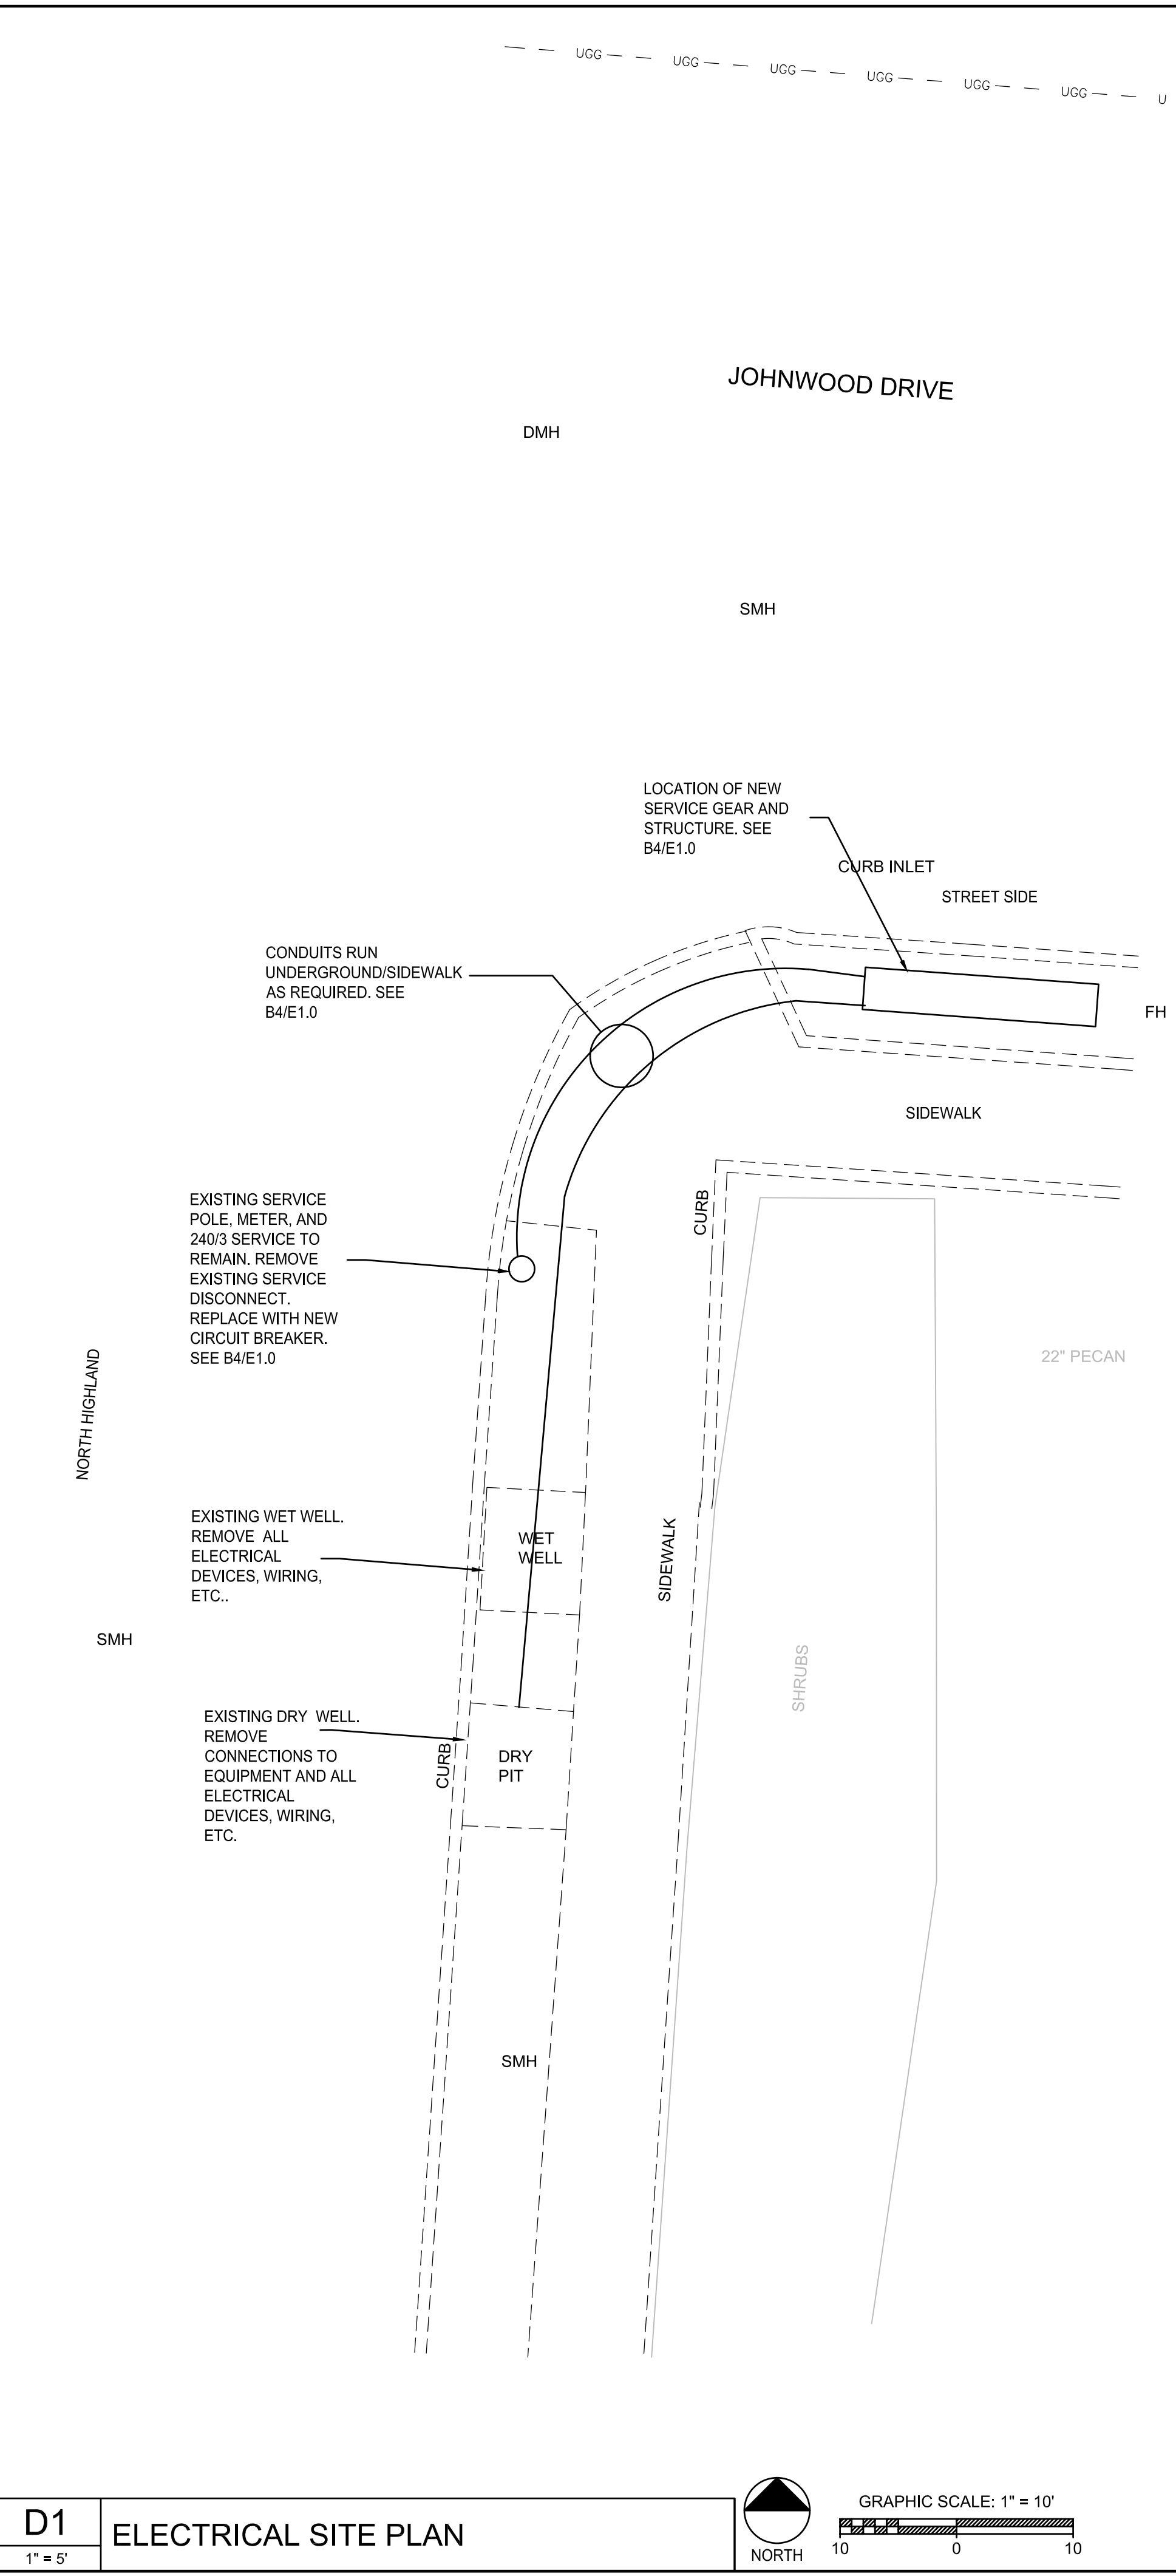 UGG UGG UGG UGG UGG UGG U
JOHNWOOD DRIVE
DMH
SMH
LOCATION OF NEW
SERVICE GEAR AND
STRUCTURE. SEE
B4/E1.0
CURB INLET
STREET SIDE
CONDUITS RUN
UNDERGROUND/SIDEWALK
AS REQUIRED. SEE
B4/E1.0
FH
SIDEWALK
EXISTING SERVICE
POLE, METER, AND
240/3 SERVICE TO
REMAIN. REMOVE
EXISTING SERVICE
DISCONNECT.
REPLACE WITH NEW
CIRCUIT BREAKER.
SEE B4/E1.0
CURB
22" PECAN
NORTH HIGHLAND
EXISTING WET WELL.
REMOVE ALL
ELECTRICAL
DEVICES, WIRING,
ETC..
WET
WELL
SIDEWALK
SMH
SHRUBS
EXISTING DRY WELL.
REMOVE
CONNECTIONS TO
EQUIPMENT AND ALL
ELECTRICAL
DEVICES, WIRING,
ETC.
CURB
DRY
PIT
SMH
D1
1" = 5'
ELECTRICAL SITE PLAN
NORTH
GRAPHIC SCALE: 1" = 10'
10 0 10